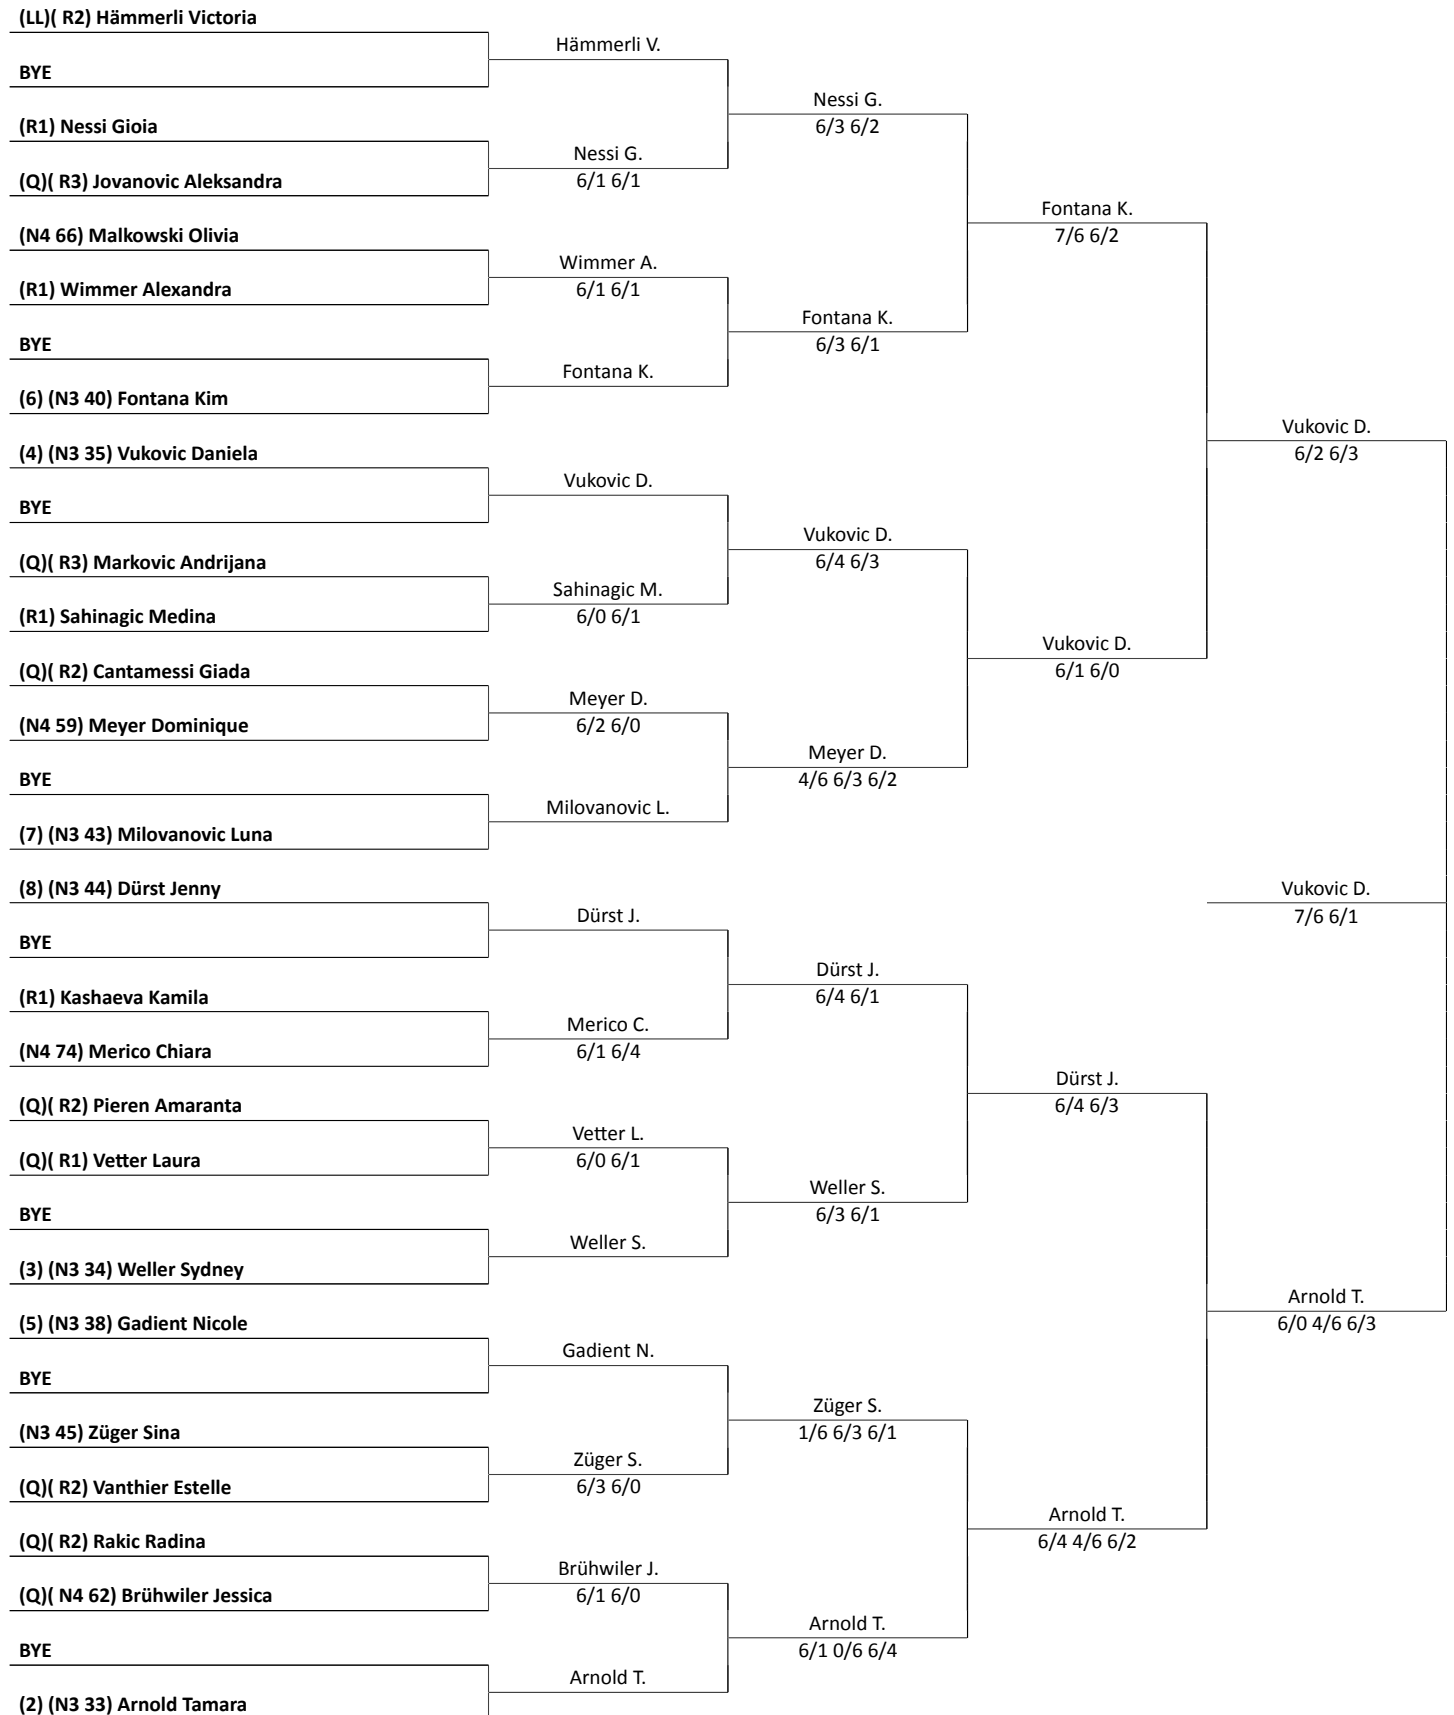 (LL)( R2) Hämmerli Victoria
Hämmerli V.
BYE
Nessi G.
6/3 6/2
(R1) Nessi Gioia
Nessi G.
6/1 6/1
(Q)( R3) Jovanovic Aleksandra
Fontana K.
7/6 6/2
(N4 66) Malkowski Olivia
Wimmer A.
6/1 6/1
(R1) Wimmer Alexandra
Fontana K.
6/3 6/1
BYE
Fontana K.
(6) (N3 40) Fontana Kim
Vukovic D.
6/2 6/3
(4) (N3 35) Vukovic Daniela
Vukovic D.
BYE
Vukovic D.
6/4 6/3
(Q)( R3) Markovic Andrijana
Sahinagic M.
6/0 6/1
(R1) Sahinagic Medina
Vukovic D.
6/1 6/0
(Q)( R2) Cantamessi Giada
Meyer D.
6/2 6/0
(N4 59) Meyer Dominique
Meyer D.
4/6 6/3 6/2
BYE
Milovanovic L.
(7) (N3 43) Milovanovic Luna
(8) (N3 44) Dürst Jenny
Vukovic D.
7/6 6/1
Dürst J.
BYE
Dürst J.
6/4 6/1
(R1) Kashaeva Kamila
Merico C.
6/1 6/4
(N4 74) Merico Chiara
Dürst J.
6/4 6/3
(Q)( R2) Pieren Amaranta
Vetter L.
6/0 6/1
(Q)( R1) Vetter Laura
Weller S.
6/3 6/1
BYE
Weller S.
(3) (N3 34) Weller Sydney
Arnold T.
6/0 4/6 6/3
(5) (N3 38) Gadient Nicole
Gadient N.
BYE
Züger S.
1/6 6/3 6/1
(N3 45) Züger Sina
Züger S.
6/3 6/0
(Q)( R2) Vanthier Estelle
Arnold T.
6/4 4/6 6/2
(Q)( R2) Rakic Radina
Brühwiler J.
6/1 6/0
(Q)( N4 62) Brühwiler Jessica
Arnold T.
6/1 0/6 6/4
BYE
Arnold T.
(2) (N3 33) Arnold Tamara